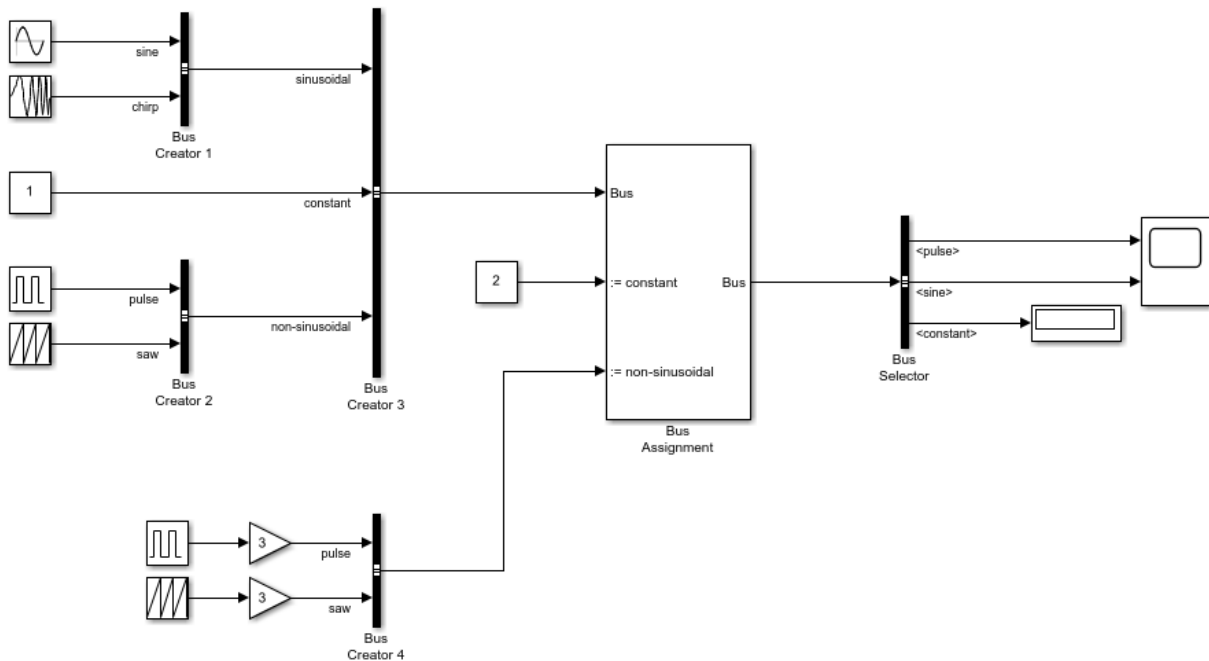 sine
chirp
Bus
Creator 1
sinusoidal
1
constant
pulse
saw
non-sinusoidal
Bus
Creator 2
Bus
Creator 3
2
Bus
:= constant
:= non-sinusoidal
Bus
Bus
Assignment
<pulse>
<sine>
<constant>
Bus
Selector
3
pulse
3
saw
Bus
Creator 4